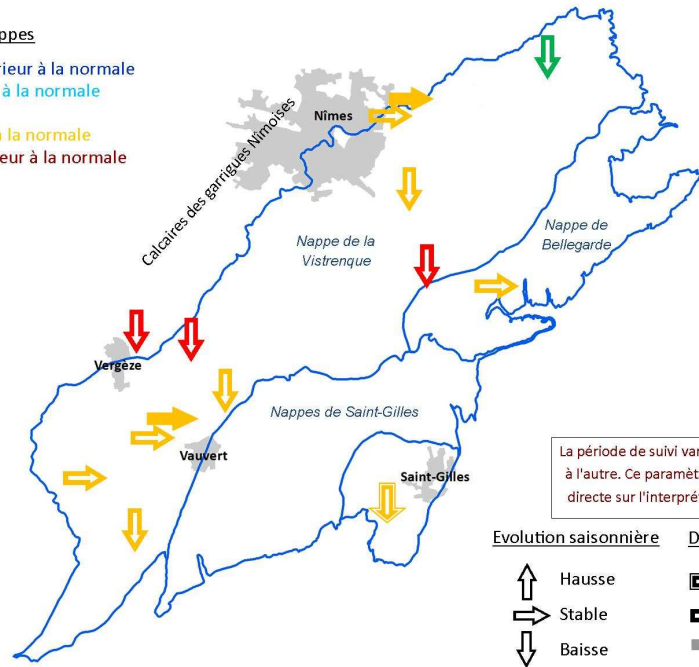 ppes
rieur à la normale
à la normale
à la normale
eur à la normale
Nîmes
Calcaires des garrigues Nîmoises
Nappe de
Bellegarde
Nappe de la
Vistrenque
Vergèze
Nappes de Saint-Gilles
Vauvert
Saint-Gilles
La période de suivi var
à l'autre. Ce paramèt
directe sur l'interpré
Evolution saisonnière
D
Hausse
Stable
Baisse